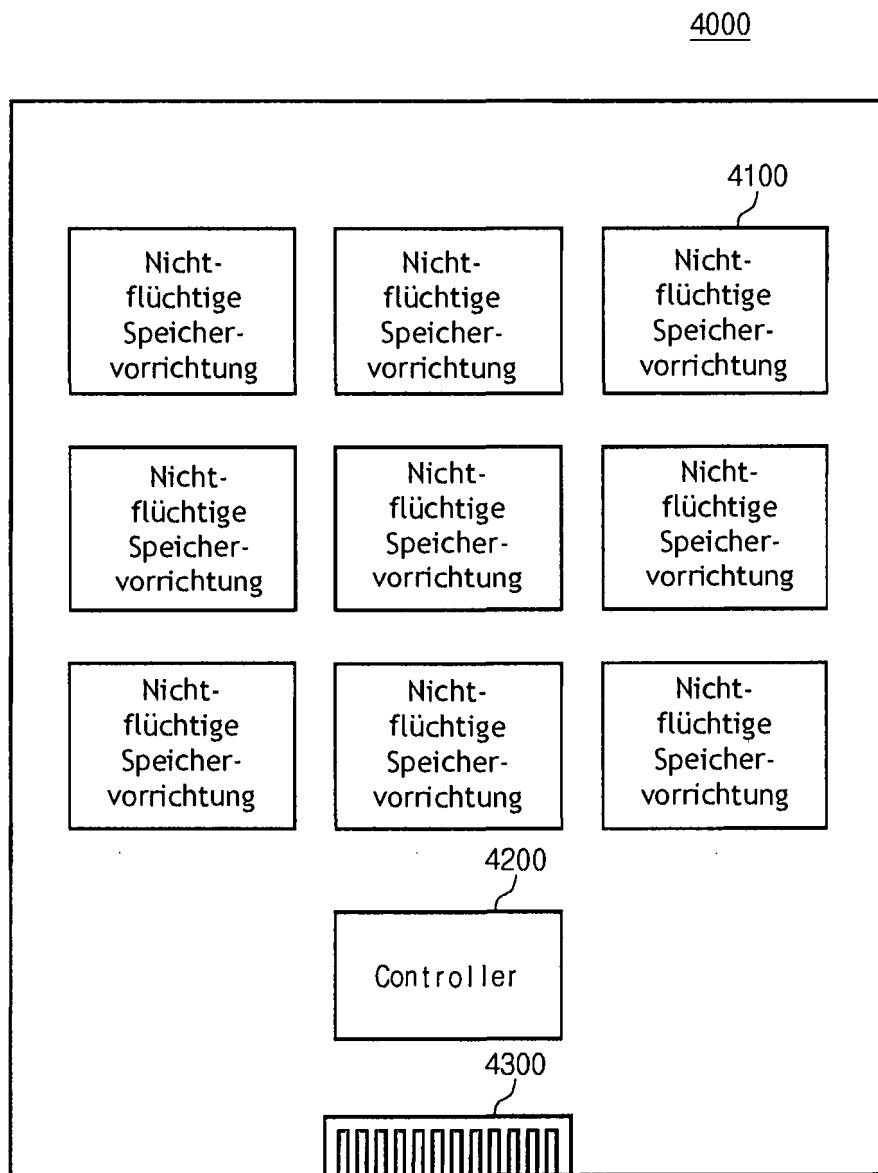 4000
4100
Nicht-
flüchtige
Speicher-
vorrichtung
Nicht-
flüchtige
Speicher-
vorrichtung
Nicht-
flüchtige
Speicher-
vorrichtung
Nicht-
flüchtige
Speicher-
vorrichtung
Nicht-
flüchtige
Speicher-
vorrichtung
Nicht-
flüchtige
Speicher-
vorrichtung
Nicht-
flüchtige
Speicher-
vorrichtung
Nicht-
flüchtige
Speicher-
vorrichtung
Nicht-
flüchtige
Speicher-
vorrichtung
4200
Controller
4300